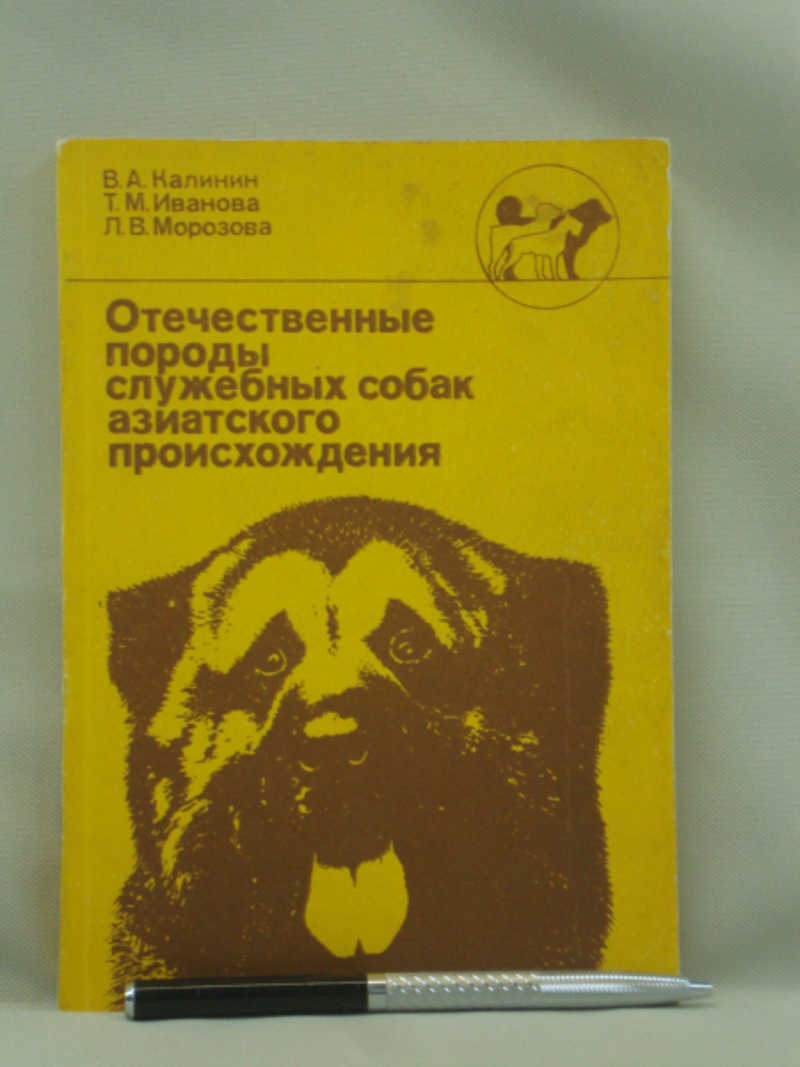 В.А.Калинин
Т.М.Иванова
Л.В.Морозова
Отечественные
породы
служебных собак
азиатского
происхождения